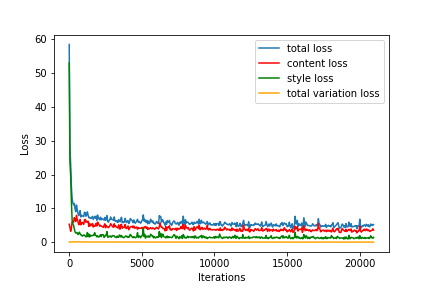 total loss
content loss
style loss
total variation loss
60
50
40
30
20
10
0
Loss
0
5000
10000
15000
20000
Iterations